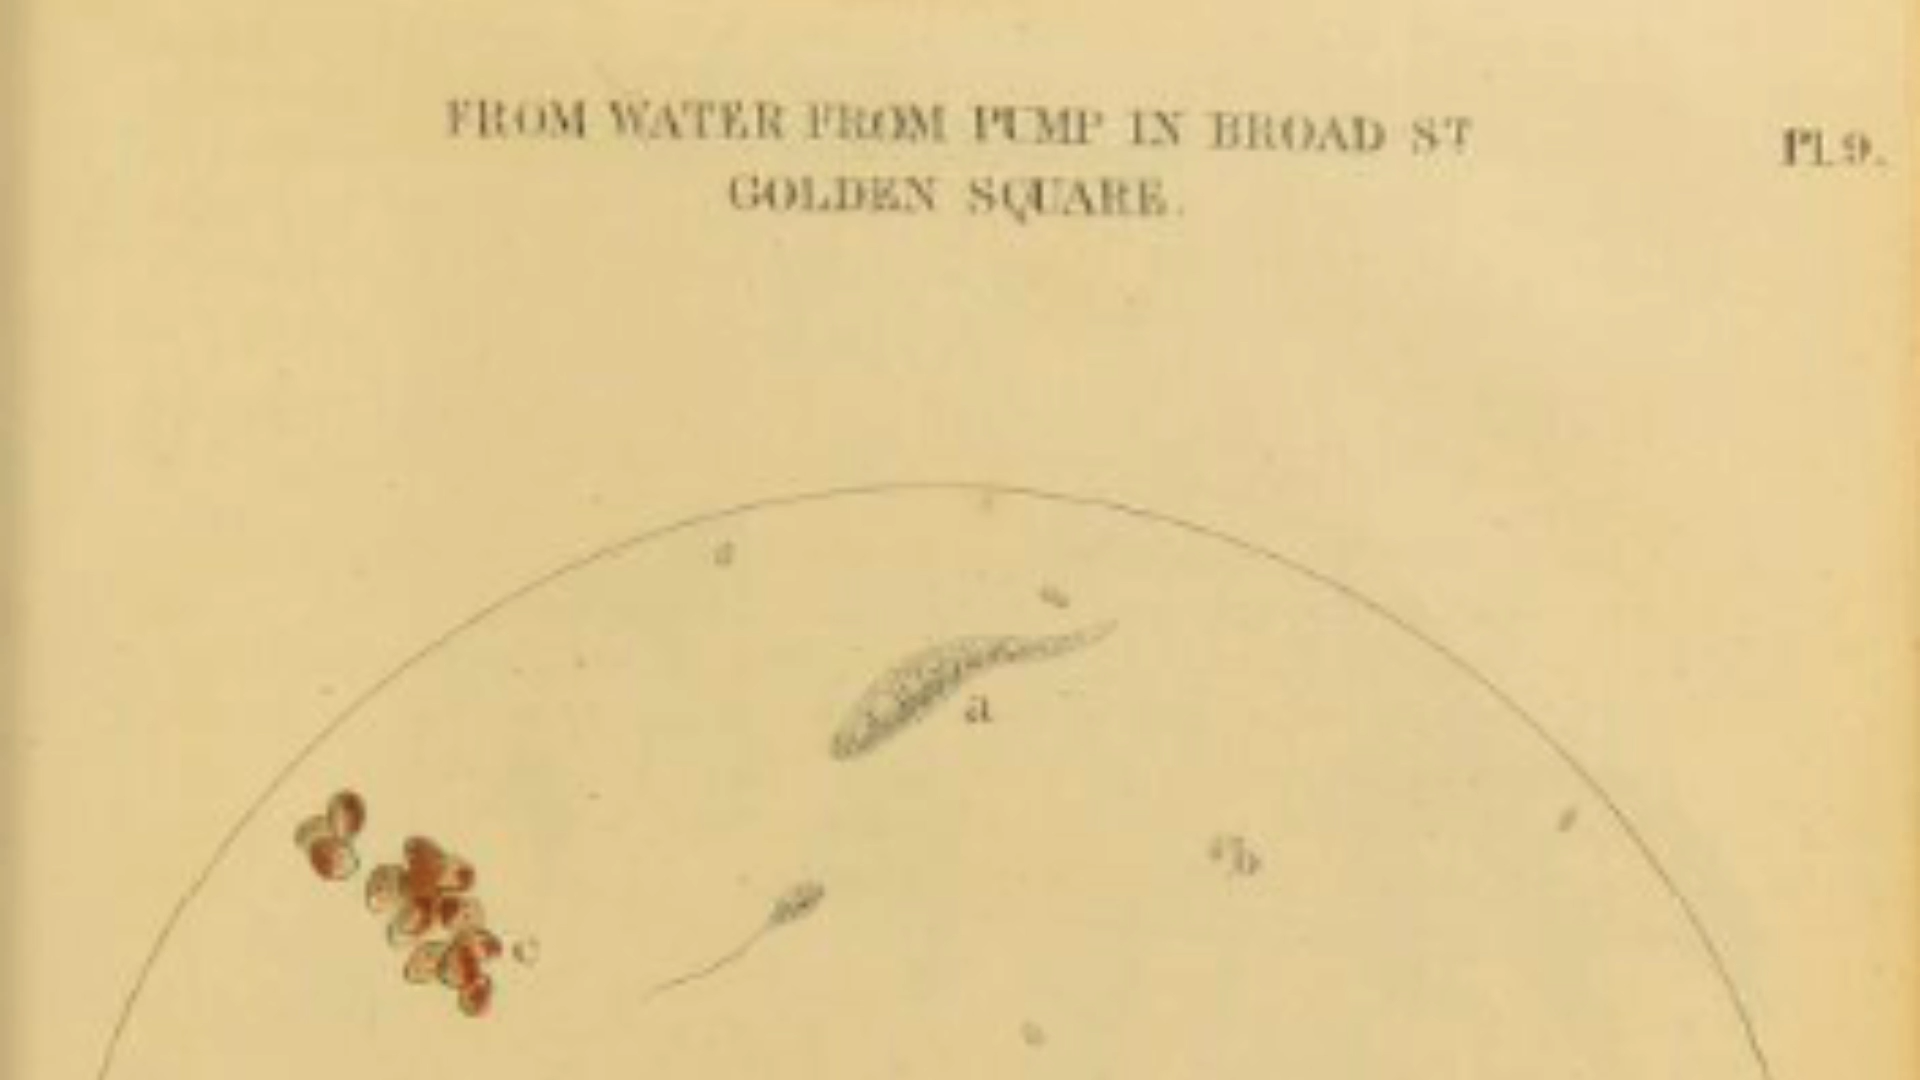 FROM WATER FROM PUMP IN BROAD ST
Pl.9.
GOLDEN SQUARE.
a
b
c